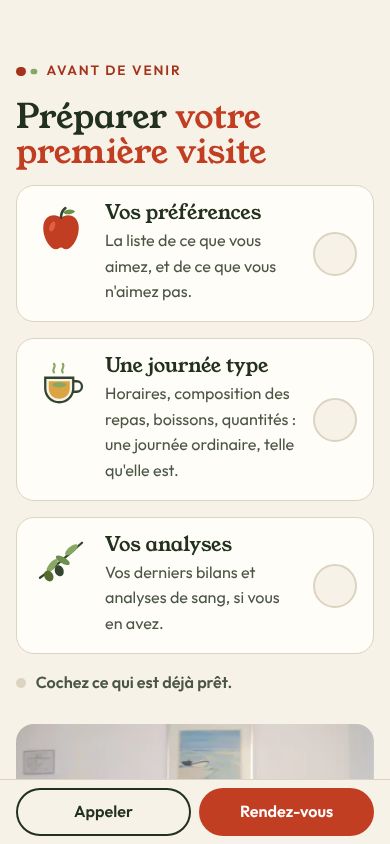 AVANT DE VENIR
Préparer votre
première visite
Vos préférences
La liste de ce que vous
aimez, et de ce que vous
n'aimez pas.
Une journée type
Horaires, composition des
repas, boissons, quantités :
une journée ordinaire, telle
qu'elle est.
Vos analyses
Vos derniers bilans et
analyses de sang, si vous
en avez.
Cochez ce qui est déjà prêt.
Appeler
Rendez-vous